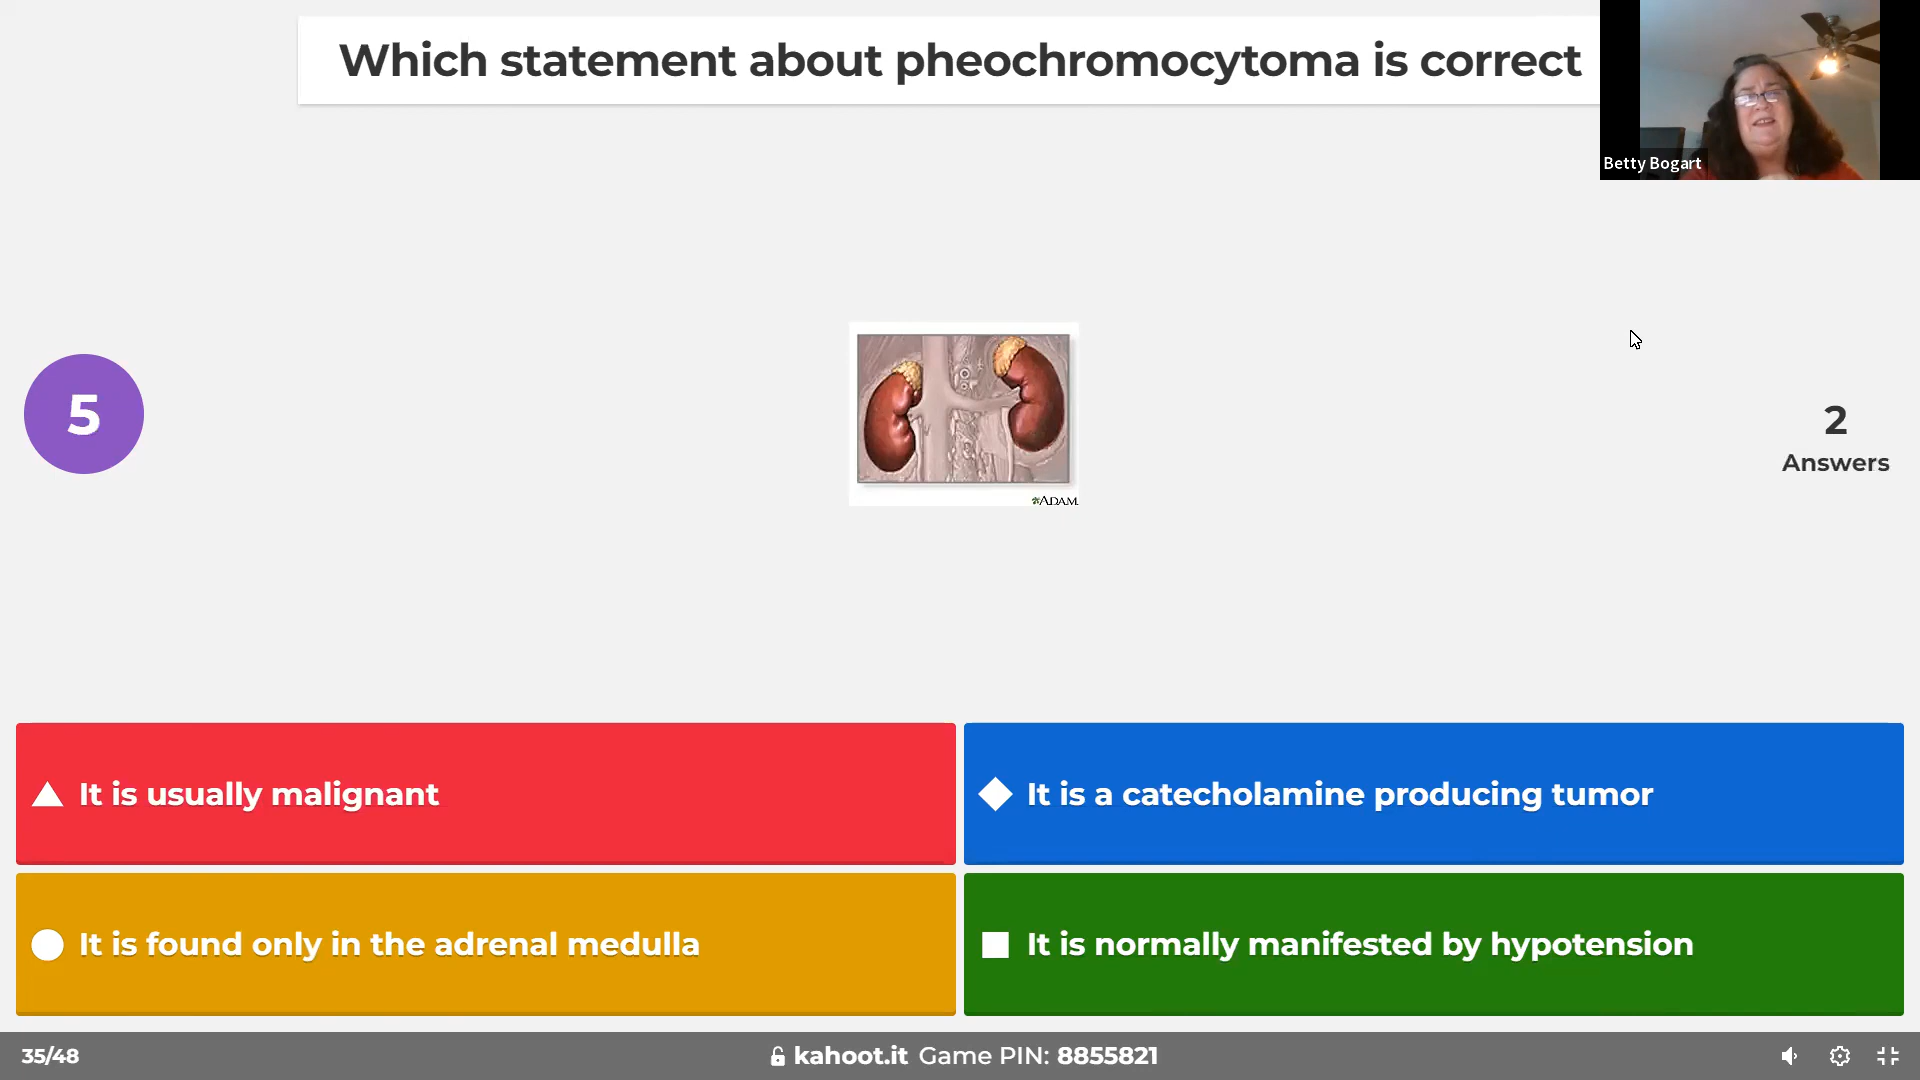 Which statement about pheochromocytoma is correct
Betty Bogart
5
2
Answers
ADAM.
It is usually malignant
It is a catecholamine producing tumor
It is found only in the adrenal medulla
It is normally manifested by hypotension
35/48
kahoot.it Game PIN: 8855821